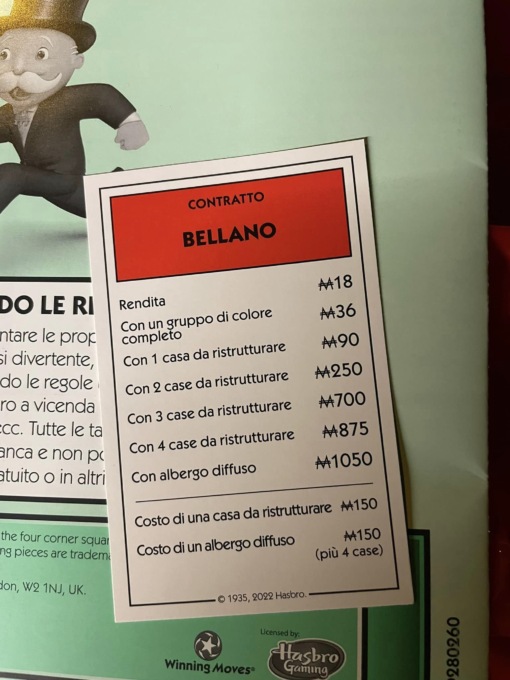 CONTRATTO
BELLANO
Rendita ₩18
Con un gruppo di colore
completo ₩36
Con 1 casa da ristrutturare ₩90
Con 2 case da ristrutturare ₩250
Con 3 case da ristrutturare ₩700
Con 4 case da ristrutturare ₩875
Con albergo diffuso ₩1050
Costo di una casa da ristrutturare ₩150
Costo di un albergo diffuso ₩150
(più 4 case)
© 1935, 2022 Hasbro.
DO LE
ntare le prop
si divertente,
do le regole
ro a vicenda
ecc. Tutte le ta
anca e non
atuito o in altri
the four corner squar
ng pieces are tradem
don, W2 1NJ, UK.
Winning Moves®
Licensed by:
Hasbro
Gaming
280260